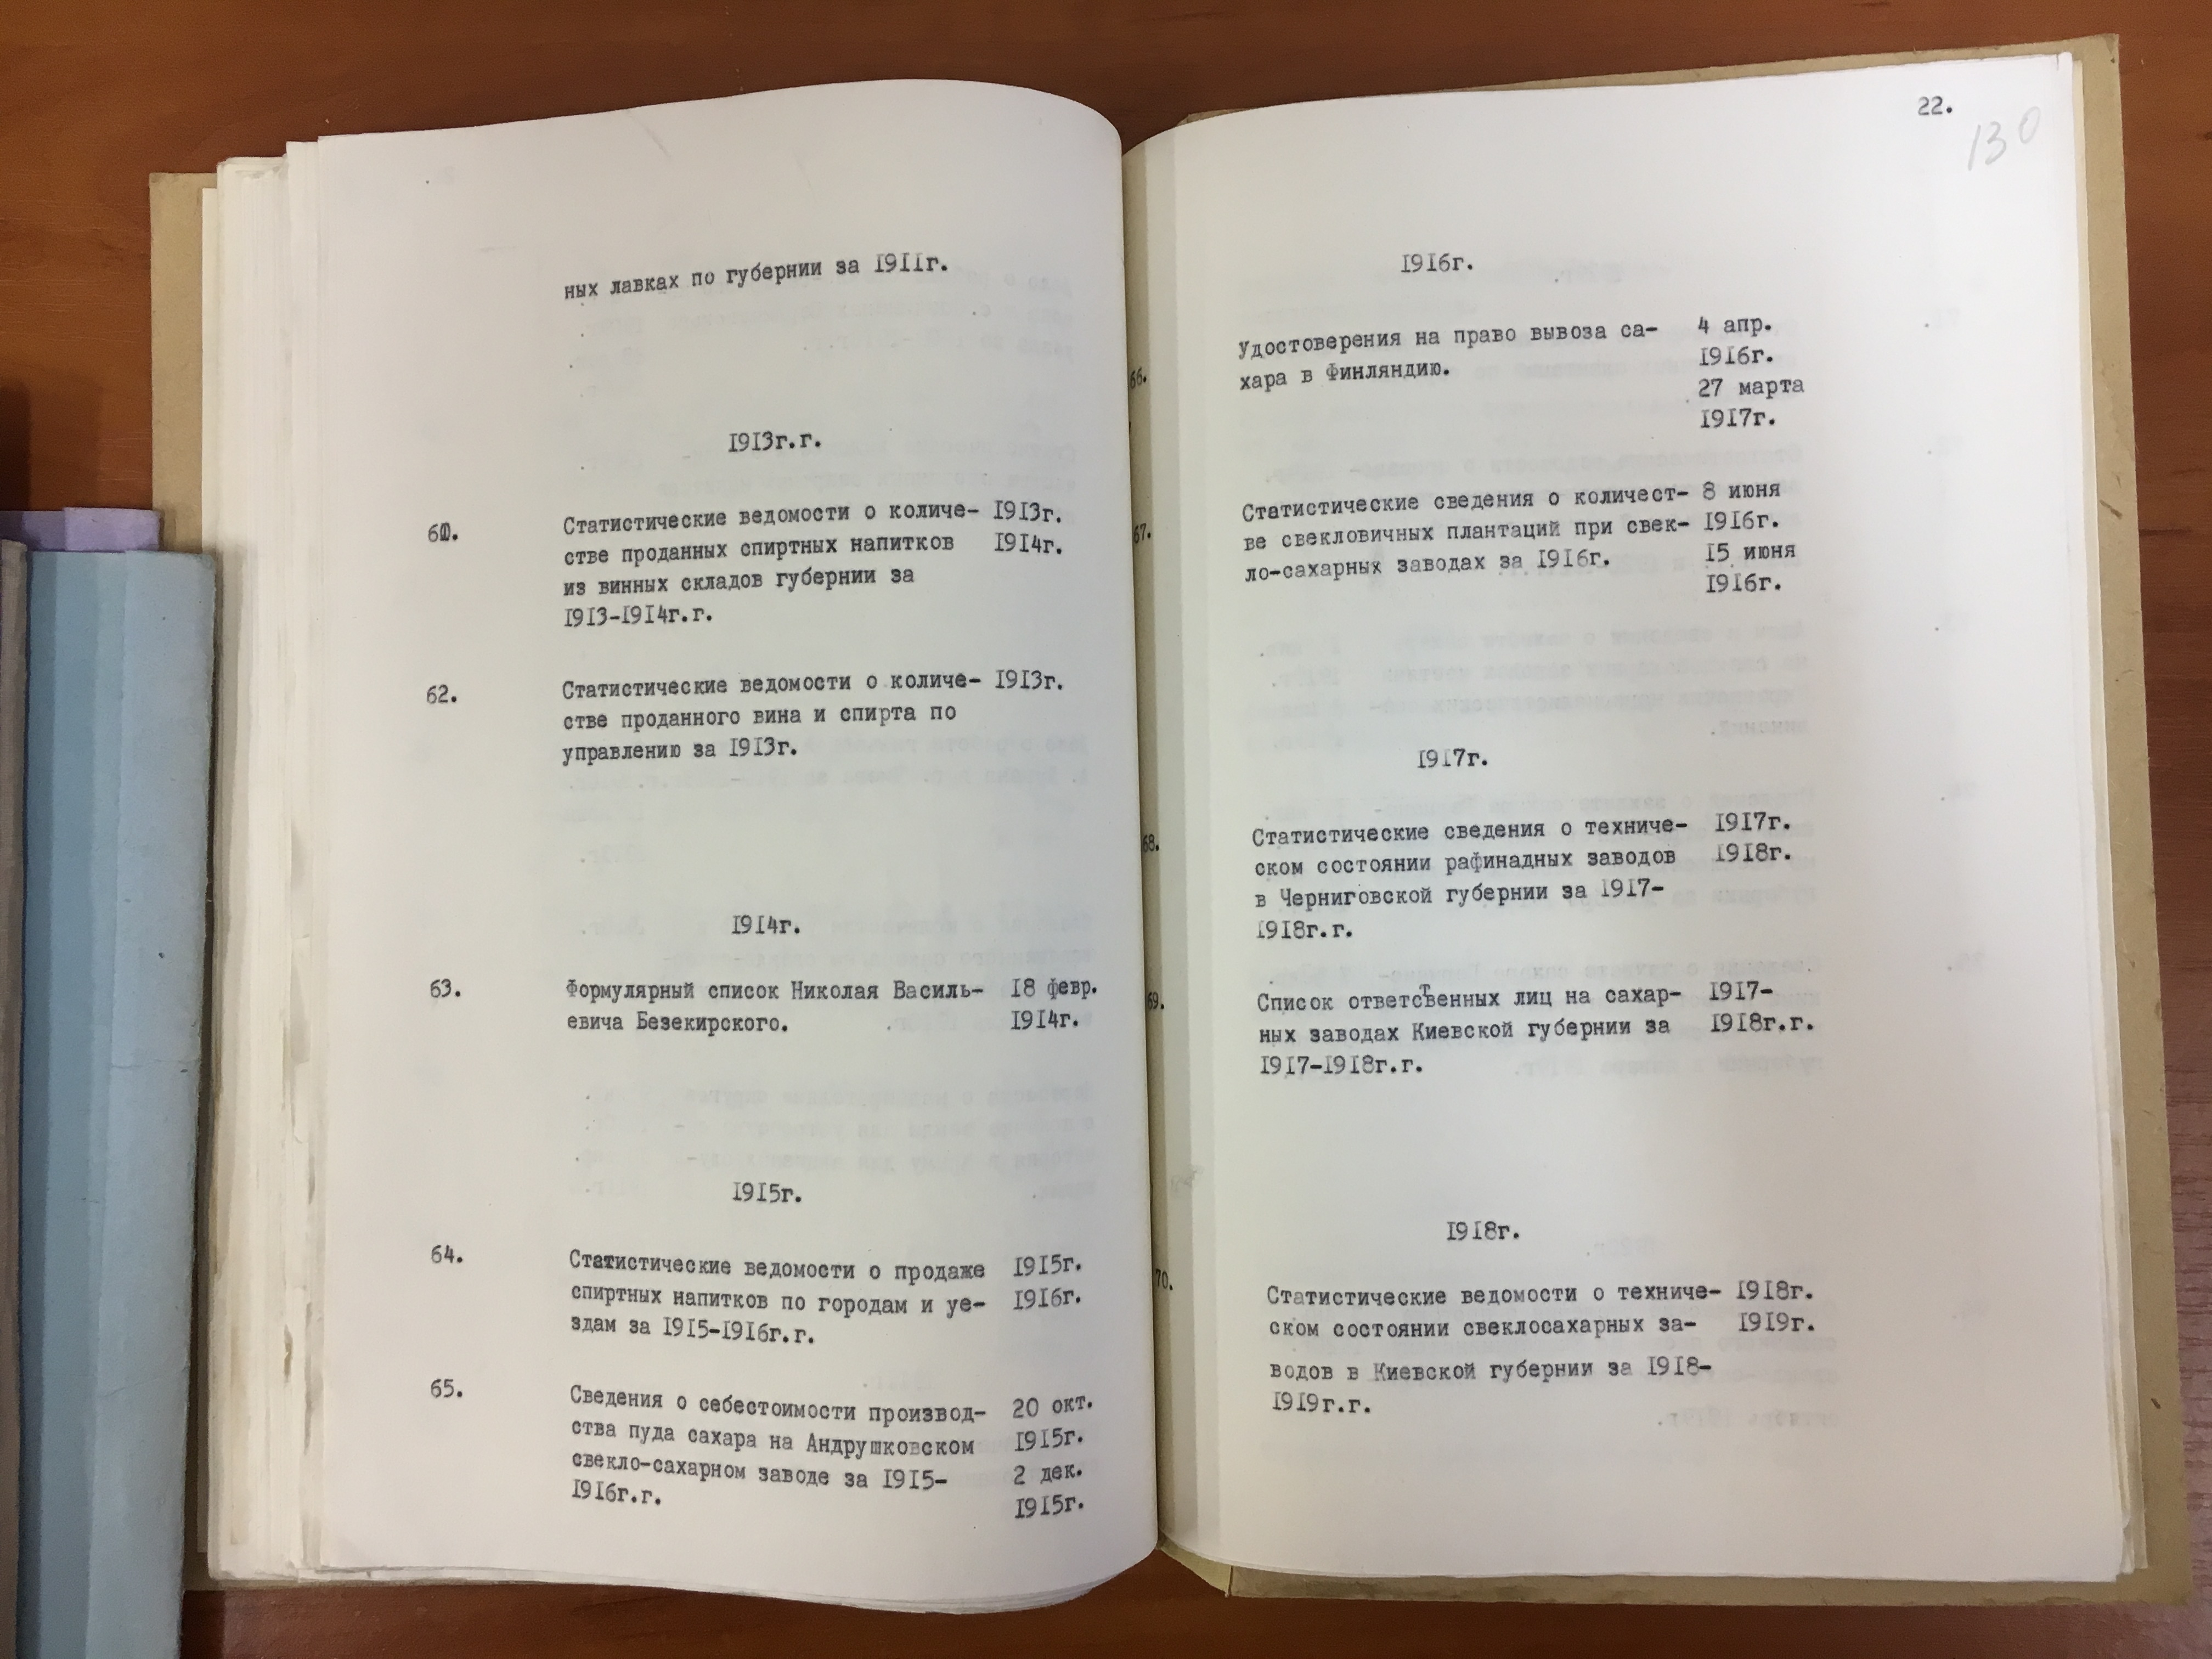 ных лавках по губернии за 1911г.
1913г.г.
60. Статистические ведомости о количе- 1913г.
стве проданных спиртных напитков 1914г.
из винных складов губернии за
1913-1914г.г.
62. Статистические ведомости о количе- 1913г.
стве проданного вина и спирта по
управлению за 1913г.
1914г.
63. Формулярный список Николая Василь- 18 февр.
евича Безекирского. 1914г.
1915г.
64. Статистические ведомости о продаже 1915г.
спиртных напитков по городам и уе- 1916г.
здам за 1915-1916г.г.
65. Сведения о себестоимости производ- 20 окт.
ства пуда сахара на Андрушковском 1915г.
свекло-сахарном заводе за 1915- 2 дек.
1916г.г. 1915г.
22.
130
1916г.
66. Удостоверения на право вывоза са- 4 апр.
хара в Финляндию. 1916г.
27 марта
1917г.
67. Статистические сведения о количест- 8 июня
ве свекловичных плантаций при свек- 1916г.
ло-сахарных заводах за 1916г. 15 июня
1916г.
1917г.
68. Статистические сведения о техниче- 1917г.
ском состоянии рафинадных заводов 1918г.
в Черниговской губернии за 1917-
1918г.г.
69. Список ответственных лиц на сахар- 1917-
ных заводах Киевской губернии за 1918г.г.
1917-1918г.г.
1918г.
70. Статистические ведомости о техниче- 1918г.
ском состоянии свеклосахарных за- 1919г.
водов в Киевской губернии за 1918-
1919г.г.